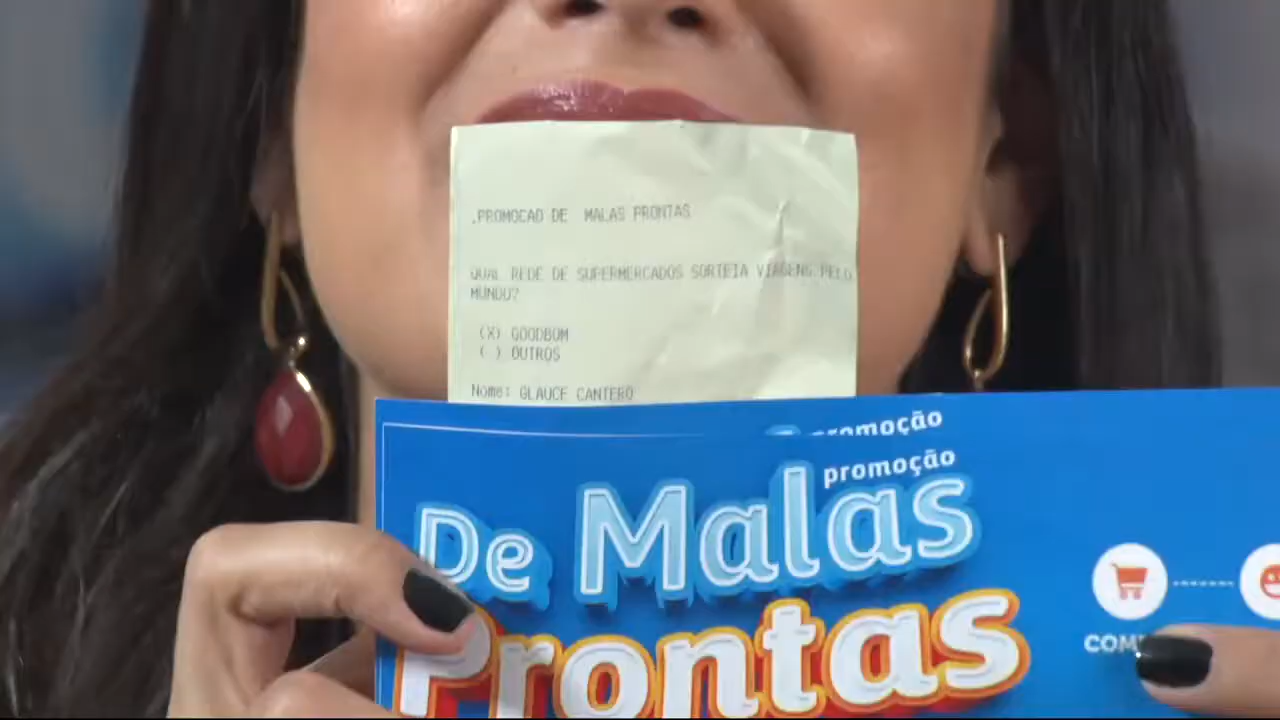 .PROMOCAO DE MALAS PRONTAS
QUAL REDE DE SUPERMERCADOS SORTEIA VIAGENS PELO
MUNDO?
(X) GOODBOM
( ) OUTROS
Nome: GLAUCE CANTERO
promoção
promoção
De Malas
Prontas